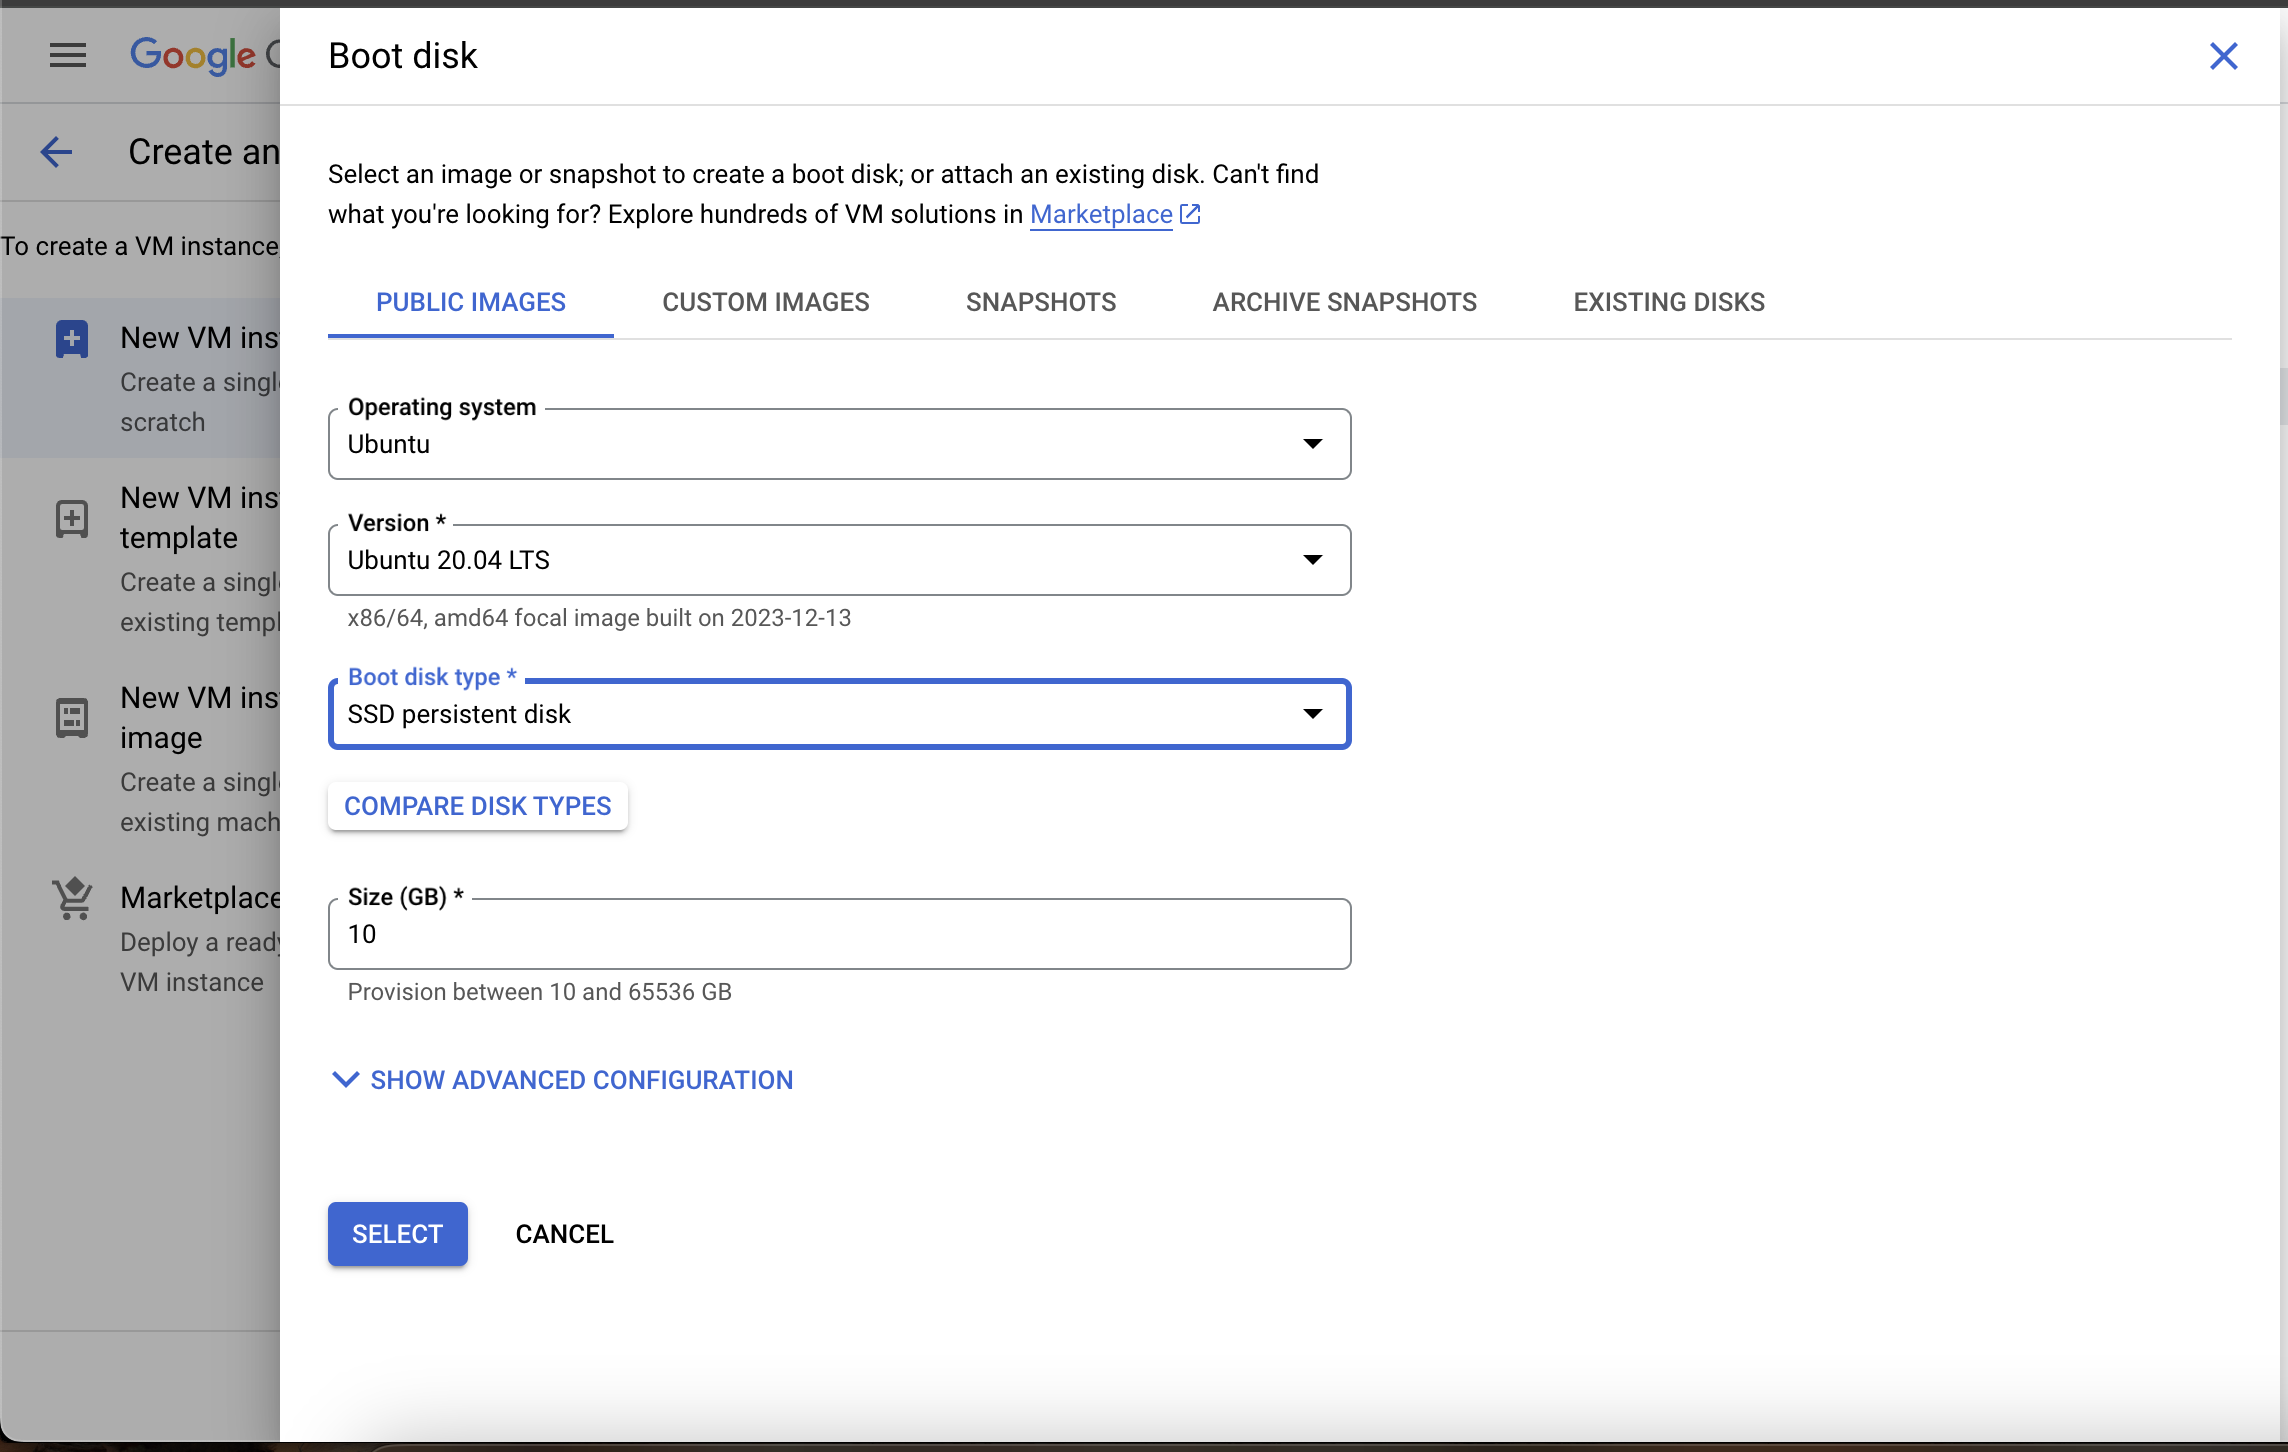 Google
Boot disk
Create an
Select an image or snapshot to create a boot disk; or attach an existing disk. Can't find
what you're looking for? Explore hundreds of VM solutions in Marketplace
To create a VM instance,
PUBLIC IMAGES
CUSTOM IMAGES
SNAPSHOTS
ARCHIVE SNAPSHOTS
EXISTING DISKS
New VM ins
Create a singl
scratch
New VM ins
template
Create a singl
existing templ
New VM ins
image
Create a singl
existing mach
Marketplace
Deploy a ready
VM instance
Operating system
Ubuntu
Version *
Ubuntu 20.04 LTS
x86/64, amd64 focal image built on 2023-12-13
Boot disk type *
SSD persistent disk
COMPARE DISK TYPES
Size (GB) *
10
Provision between 10 and 65536 GB
SHOW ADVANCED CONFIGURATION
SELECT
CANCEL